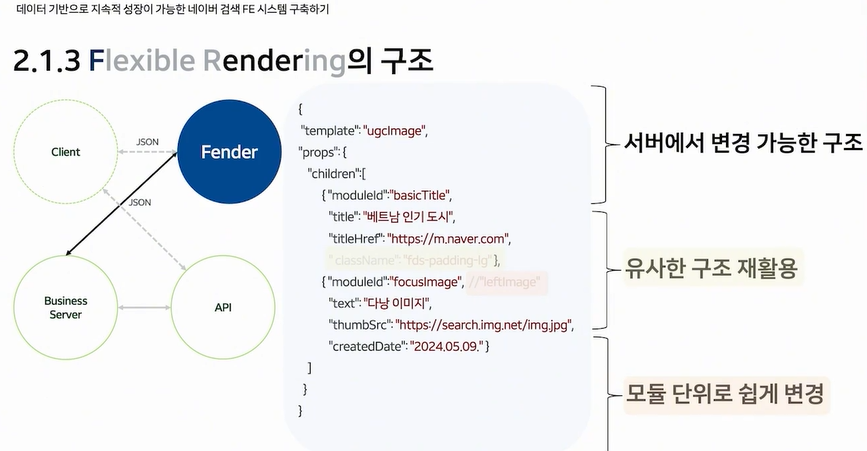 데이터 기반으로 지속적 성장이 가능한 네이버 검색 FE 시스템 구축하기
2.1.3 Flexible Rendering의 구조
Client
JSON
Fender
JSON
Business
Server
API
{
"template": "ugcImage",
"props": {
"children":[
{ "moduleId":"basicTitle",
"title": "베트남 인기 도시",
"titleHref": "https://m.naver.com",
"className": "fds-padding-lg" },
{ "moduleId":"focusImage", //"leftImage"
"text": "다낭 이미지",
"thumbSrc": "https://search.img.net/img.jpg",
"createdDate": "2024.05.09." }
]
}
}
서버에서 변경 가능한 구조
유사한 구조 재활용
모듈 단위로 쉽게 변경